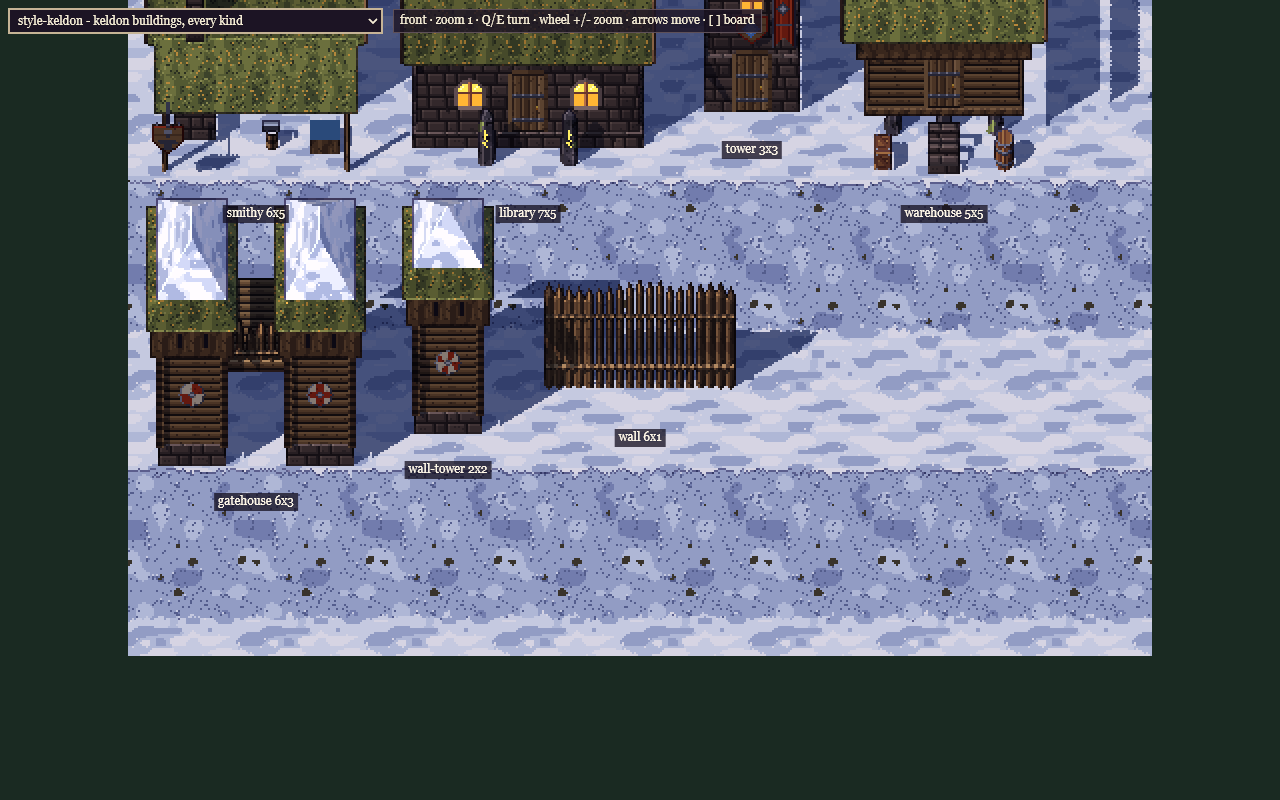 style-keldon - keldon buildings, every kind
front · zoom 1 · Q/E turn · wheel +/- zoom · arrows move · [ ] board
tower 3x3
smithy 6x5
library 7x5
warehouse 5x5
wall 6x1
wall-tower 2x2
gatehouse 6x3